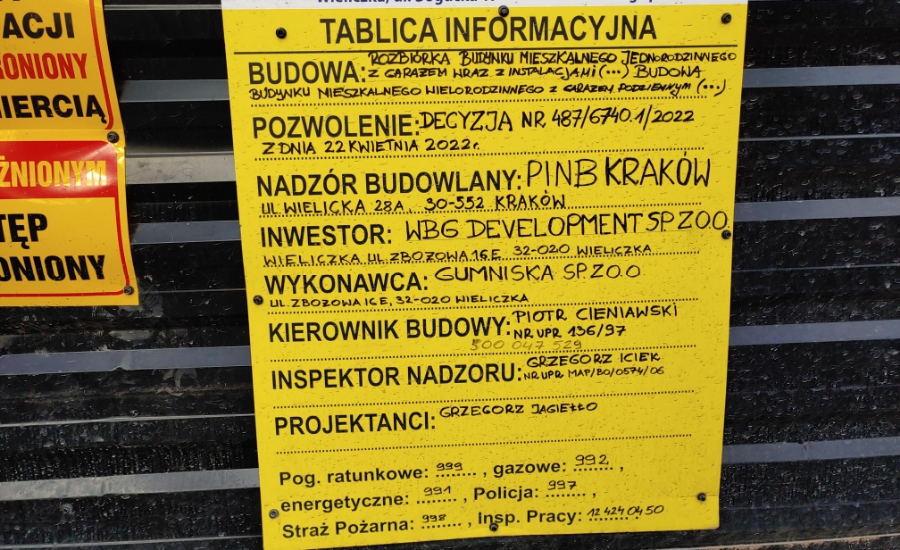 TABLICA INFORMACYJNA
BUDOWA: ROZBIÓRKA BUDYNKU MIESZKALNEGO JEDNORODZINNEGO
Z GARAŻEM WRAZ Z INSTALACJAMI (...) BUDOWA
BUDYNKU MIESZKALNEGO WIELORODZINNEGO Z GARAŻEM PODZIEMNYM (...)
POZWOLENIE: DECYZJA NR 487/6740.1/2022
Z DNIA 22 KWIETNIA 2022r.
NADZÓR BUDOWLANY: PINB KRAKÓW
UL WIELICKA 28A, 30-552 KRAKÓW
INWESTOR: WBG DEVELOPMENT SP Z O.O.
WIELICZKA UL. ZBOŻOWA 16E 32-020 WIELICZKA
WYKONAWCA: GUMNISKA SP. Z O.O
UL. ZBOŻOWA 16E, 32-020 WIELICZKA
KIEROWNIK BUDOWY: PIOTR CIENIAWSKI
NR UPR 136/97
500 047 529
INSPEKTOR NADZORU: GRZEGORZ ICIEK
NR UPR MAP/BO/0574/06
PROJEKTANCI: GRZEGORZ JAGIEŁŁO
Pog. ratunkowe: 999, gazowe: 992,
energetyczne: 991, Policja: 997,
Straż Pożarna: 998, Insp. Pracy: 12 424 04 50
ACJI
RONIONY
MIERCIĄ
ŻNIONYM
TĘP
ONIONY